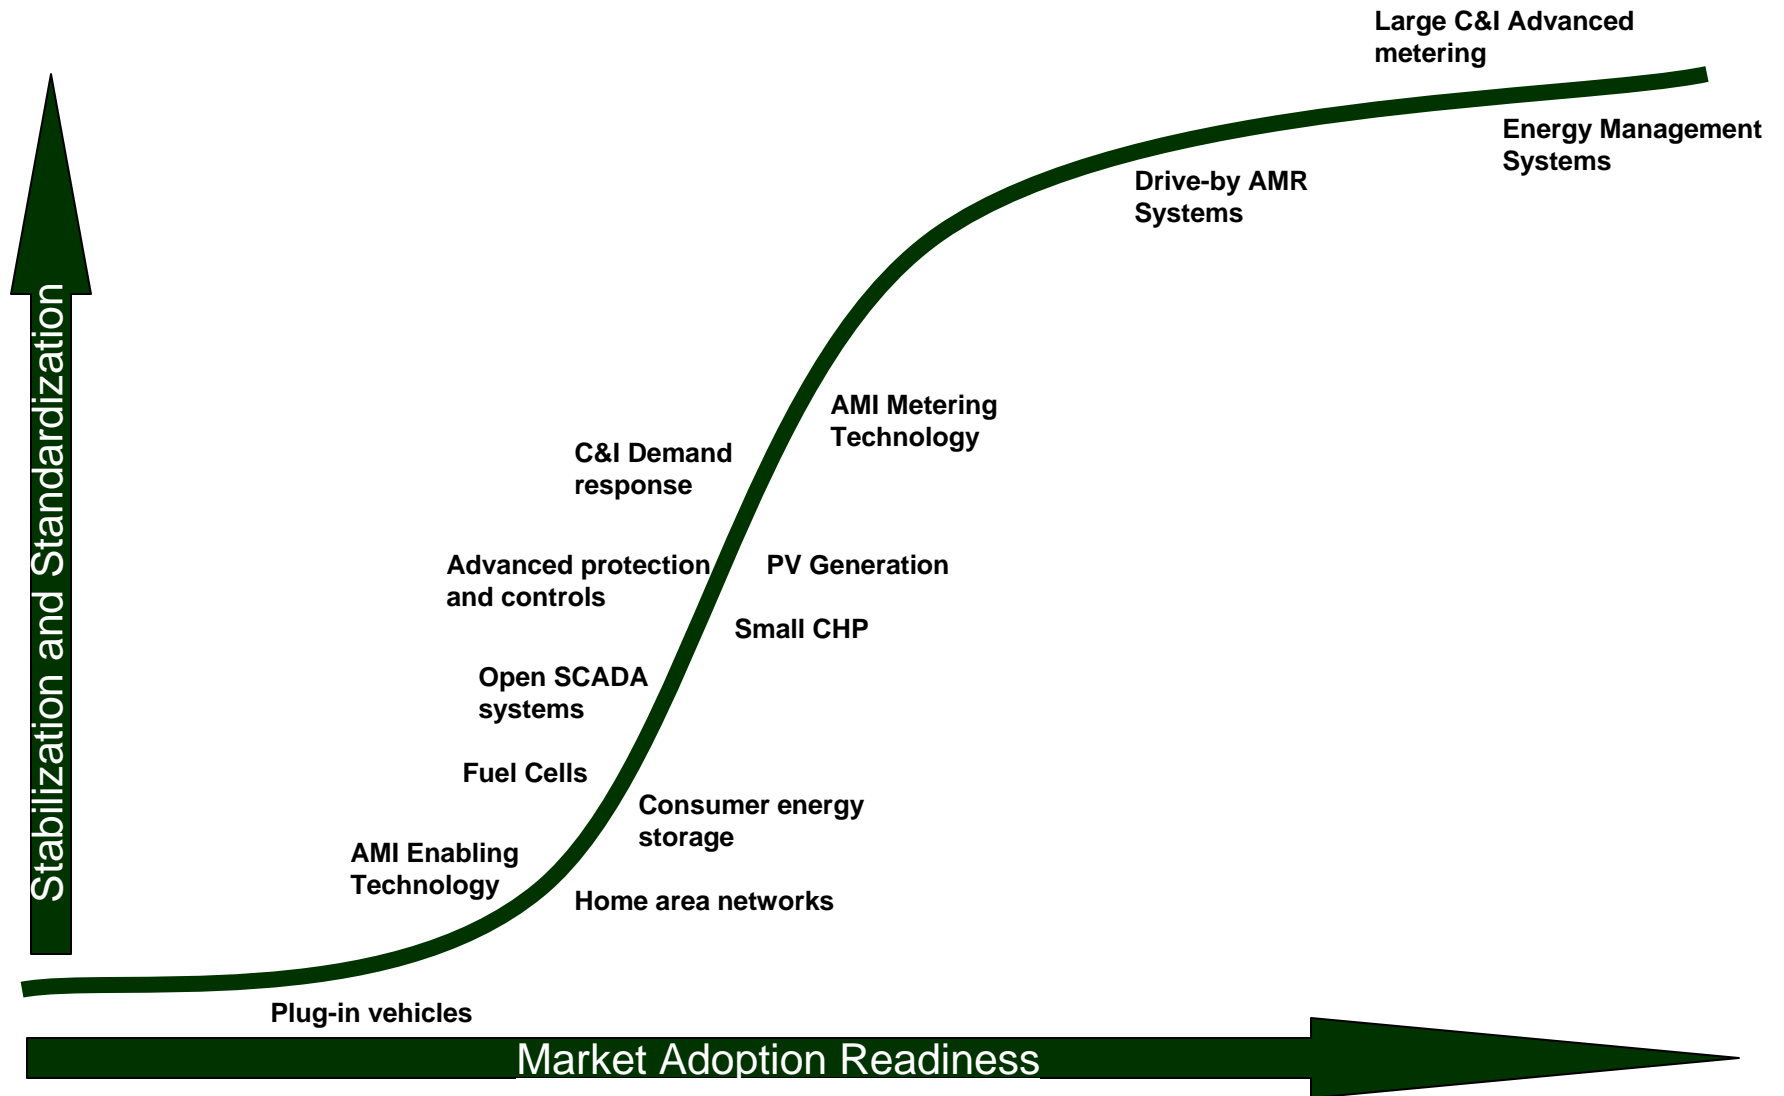 Large C&I Advanced
metering
Energy Management
Systems
Drive-by AMR
Systems
AMI Metering
Technology
C&I Demand
response
Advanced protection
and controls
PV Generation
Small CHP
Open SCADA
systems
Fuel Cells
Consumer energy
storage
AMI Enabling
Technology
Home area networks
Plug-in vehicles
Stabilization and Standardization
Market Adoption Readiness